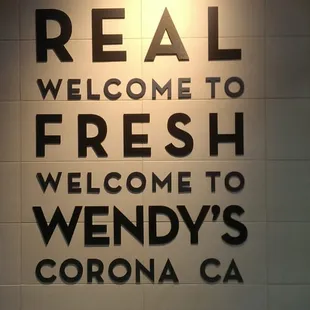 REAL
WELCOME TO
FRESH
WELCOME TO
WENDY'S
CORONA CA